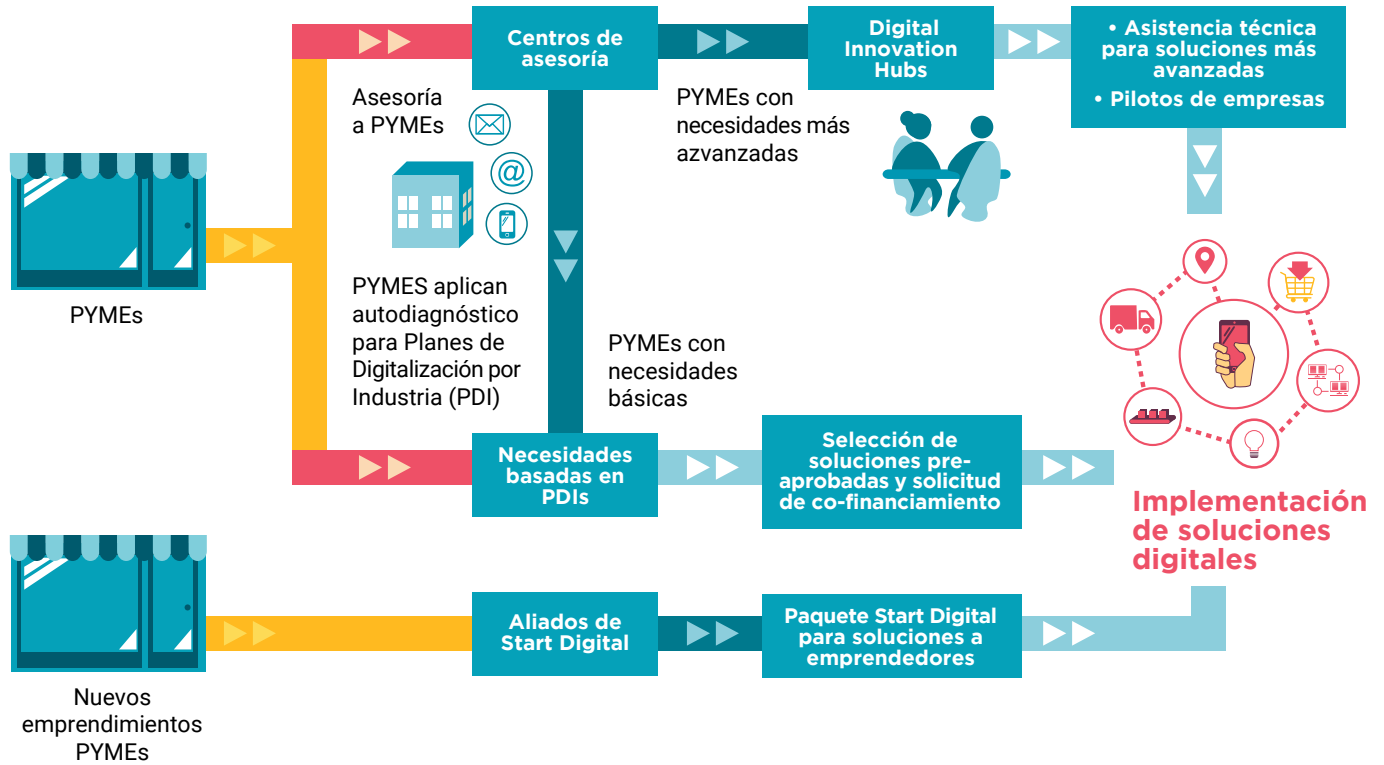 Centros de
asesoría
Digital
Innovation
Hubs
• Asistencia técnica
para soluciones más
avanzadas
• Pilotos de empresas
Asesoría
a PYMEs
@
PYMEs con
necesidades más
azvanzadas
PYMEs
PYMES aplican
autodiagnóstico
para Planes de
Digitalización por
Industria (PDI)
PYMEs con
necesidades
básicas
Necesidades
basadas en
PDIs
Selección de
soluciones pre-
aprobadas y solicitud
de co-financiamiento
Implementación
de soluciones
digitales
Aliados de
Start Digital
Paquete Start Digital
para soluciones a
emprendedores
Nuevos
emprendimientos
PYMEs